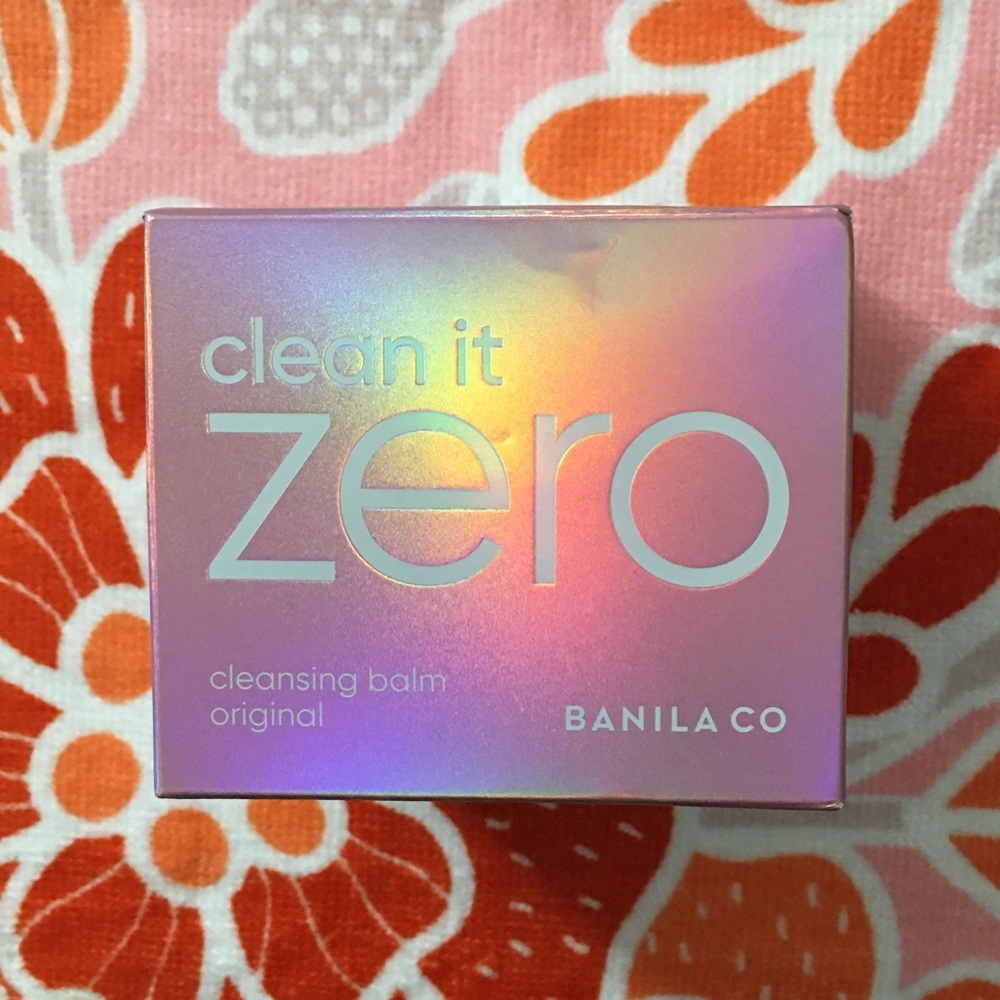 clean it
zero
cleansing balm
original
BANILA CO